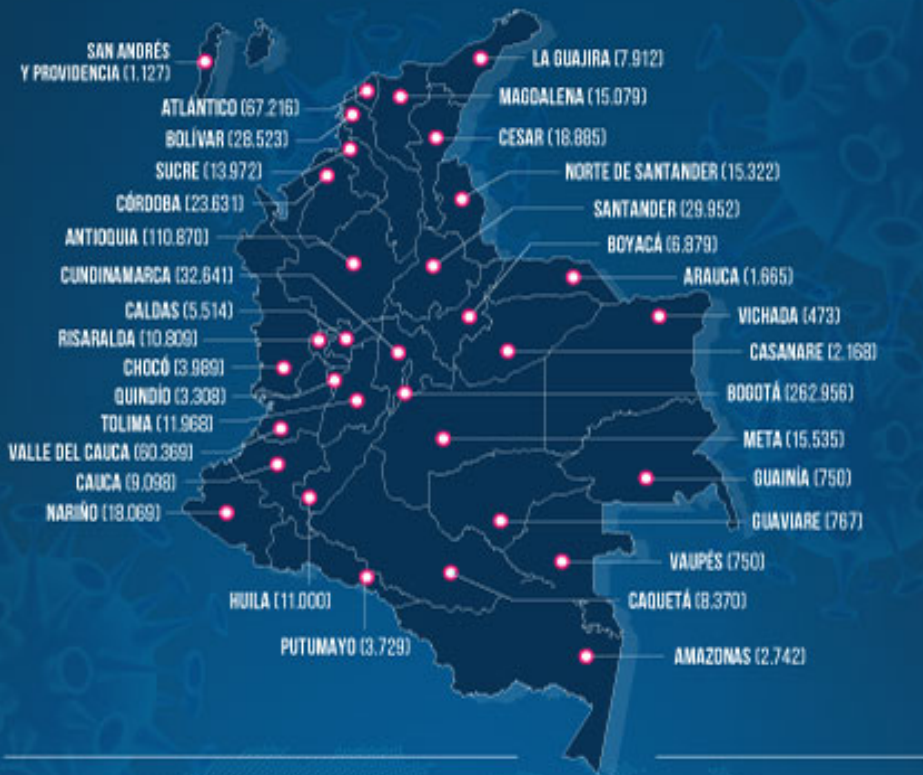 SAN ANDRÉS
Y PROVIDENCIA (1.127)
ATLÁNTICO (67.216)
BOLÍVAR (28.523)
SUCRE (13.972)
CÓRDOBA (23.631)
ANTIOQUIA (110.870)
CUNDINAMARCA (32.641)
CALDAS (5.514)
RISARALDA (10.809)
CHOCÓ (3.989)
QUINDÍO (3.308)
TOLIMA (11.968)
VALLE DEL CAUCA (60.369)
CAUCA (9.098)
NARIÑO (18.069)
HUILA (11.000)
PUTUMAYO (3.729)
LA GUAJIRA (7.912)
MAGDALENA (15.079)
CESAR (18.885)
NORTE DE SANTANDER (15.322)
SANTANDER (29.952)
BOYACÁ (6.879)
ARAUCA (1.665)
VICHADA (473)
CASANARE (2.168)
BOGOTÁ (262.956)
META (15.535)
GUAINÍA (750)
GUAVIARE (767)
VAUPÉS (750)
CAQUETÁ (8.370)
AMAZONAS (2.742)